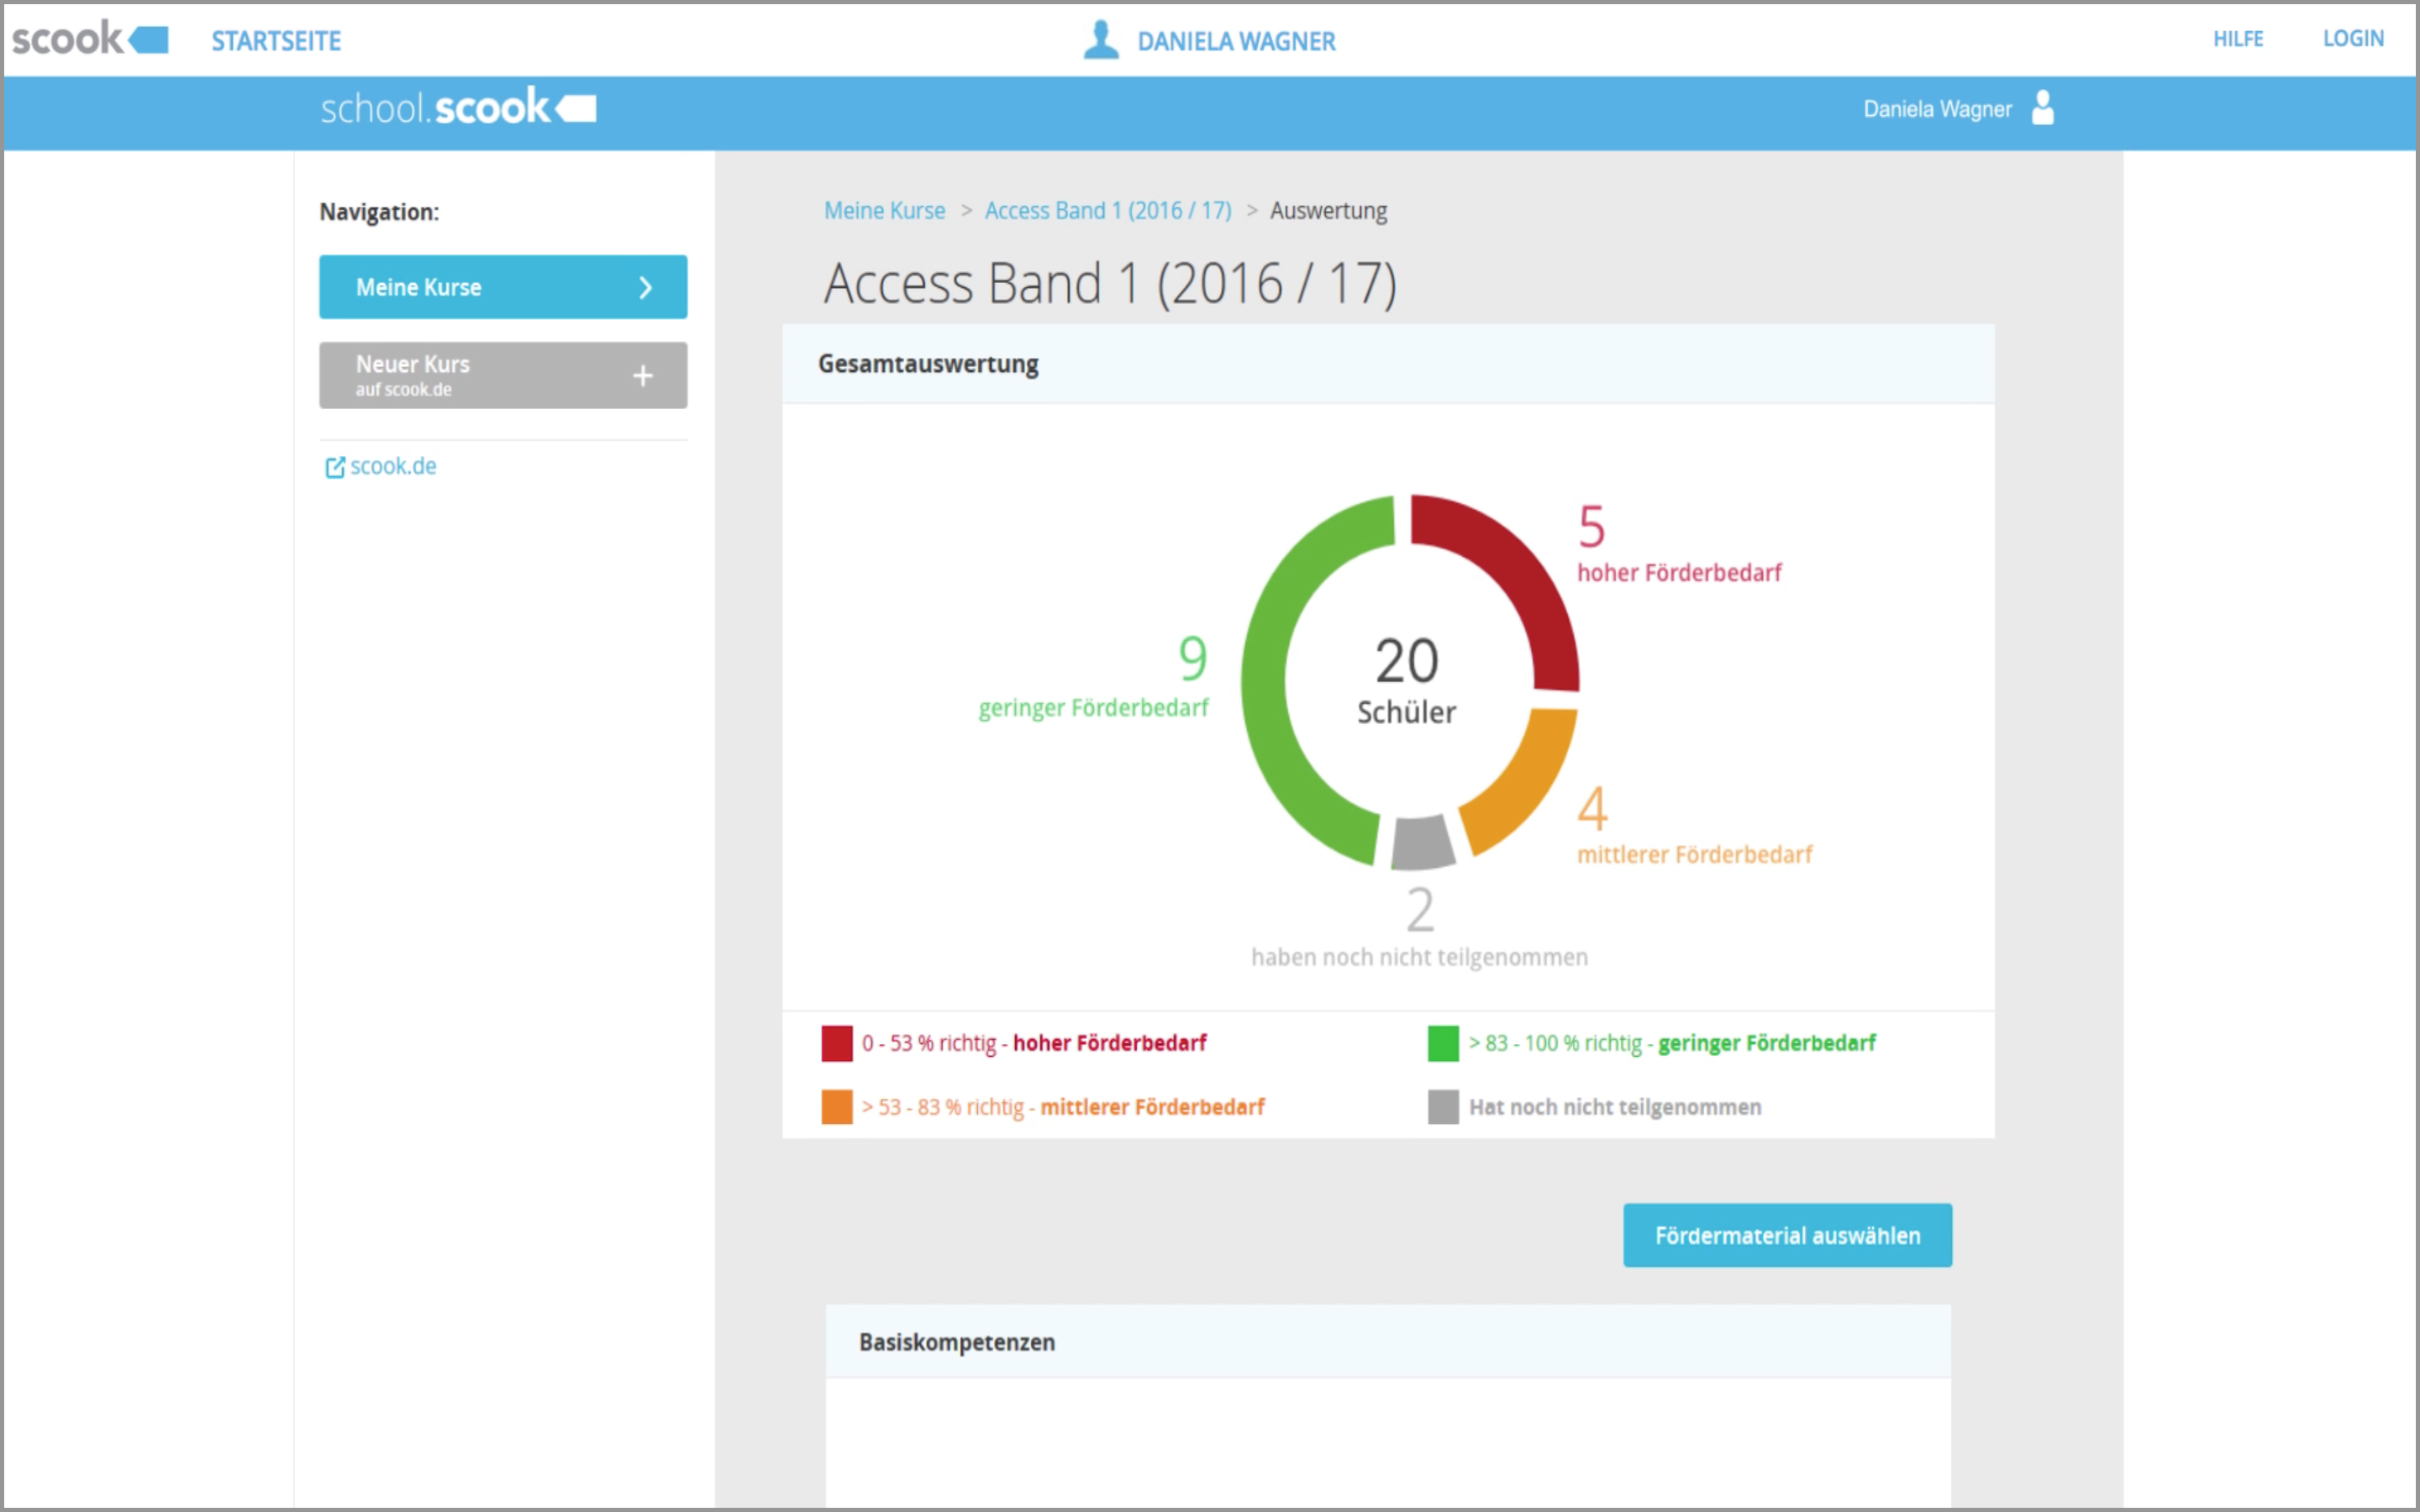 scook STARTSEITE DANIELA WAGNER HILFE LOGIN
school.scook Daniela Wagner
Navigation:
Meine Kurse
Neuer Kurs
auf scook.de
scook.de
Meine Kurse > Access Band 1 (2016 / 17) > Auswertung
Access Band 1 (2016 / 17)
Gesamtauswertung
5
hoher Förderbedarf
9
geringer Förderbedarf
20
Schüler
4
mittlerer Förderbedarf
2
haben noch nicht teilgenommen
0 - 53 % richtig - hoher Förderbedarf
> 83 - 100 % richtig - geringer Förderbedarf
> 53 - 83 % richtig - mittlerer Förderbedarf
Hat noch nicht teilgenommen
Fördermaterial auswählen
Basiskompetenzen